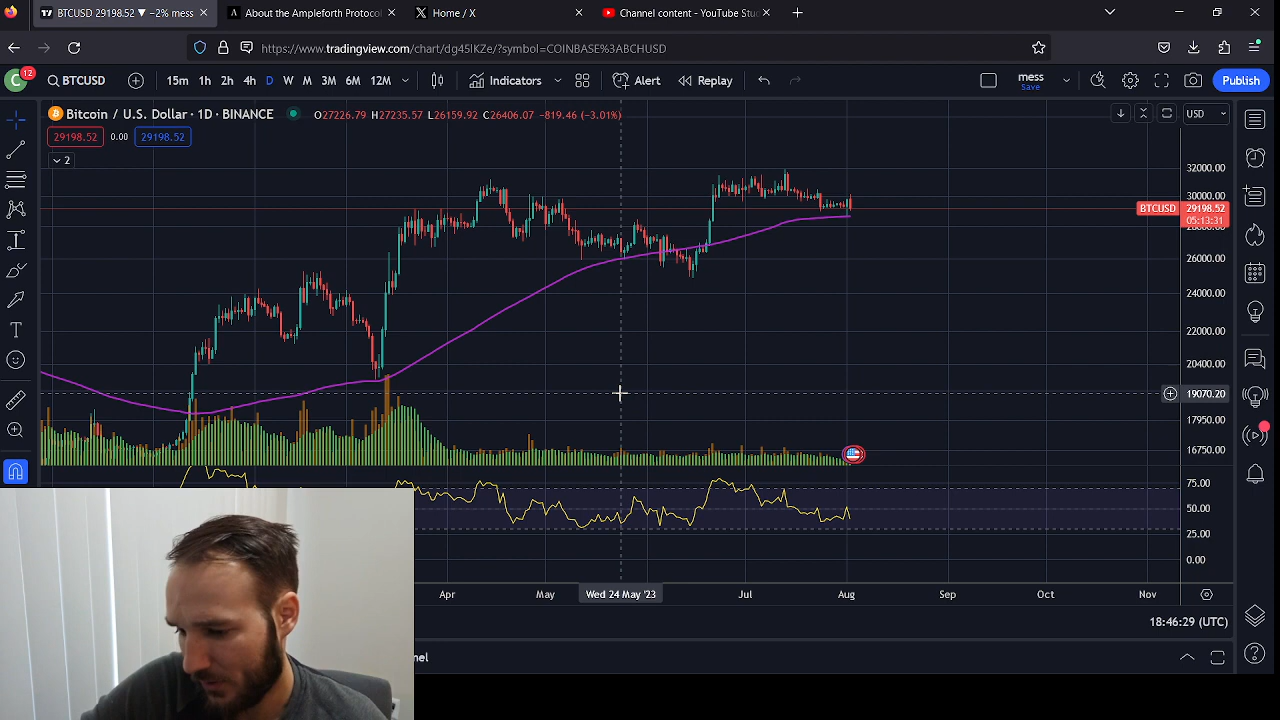 BTCUSD 29198.52 ▼ −2% mess
About the Ampleforth Protocol
Home / X
Channel content - YouTube Stud
https://www.tradingview.com/chart/dg45lKZe/?symbol=COINBASE%3ABCHUSD
C 12
BTCUSD
15m 1h 2h 4h D W M 3M 6M 12M
Indicators
Alert
Replay
mess
Save
Publish
Bitcoin / U.S. Dollar · 1D · BINANCE
O27226.79 H27235.57 L26159.92 C26406.07 −819.46 (−3.01%)
USD
29198.52 0.00 29198.52
2
32000.00
30000.00
BTCUSD 29198.52
05:13:31
28000.00
26000.00
24000.00
22000.00
20400.00
19070.20
17950.00
16750.00
75.00
50.00
25.00
0.00
Apr May Wed 24 May '23 Jul Aug Sep Oct Nov
18:46:29 (UTC)
nel